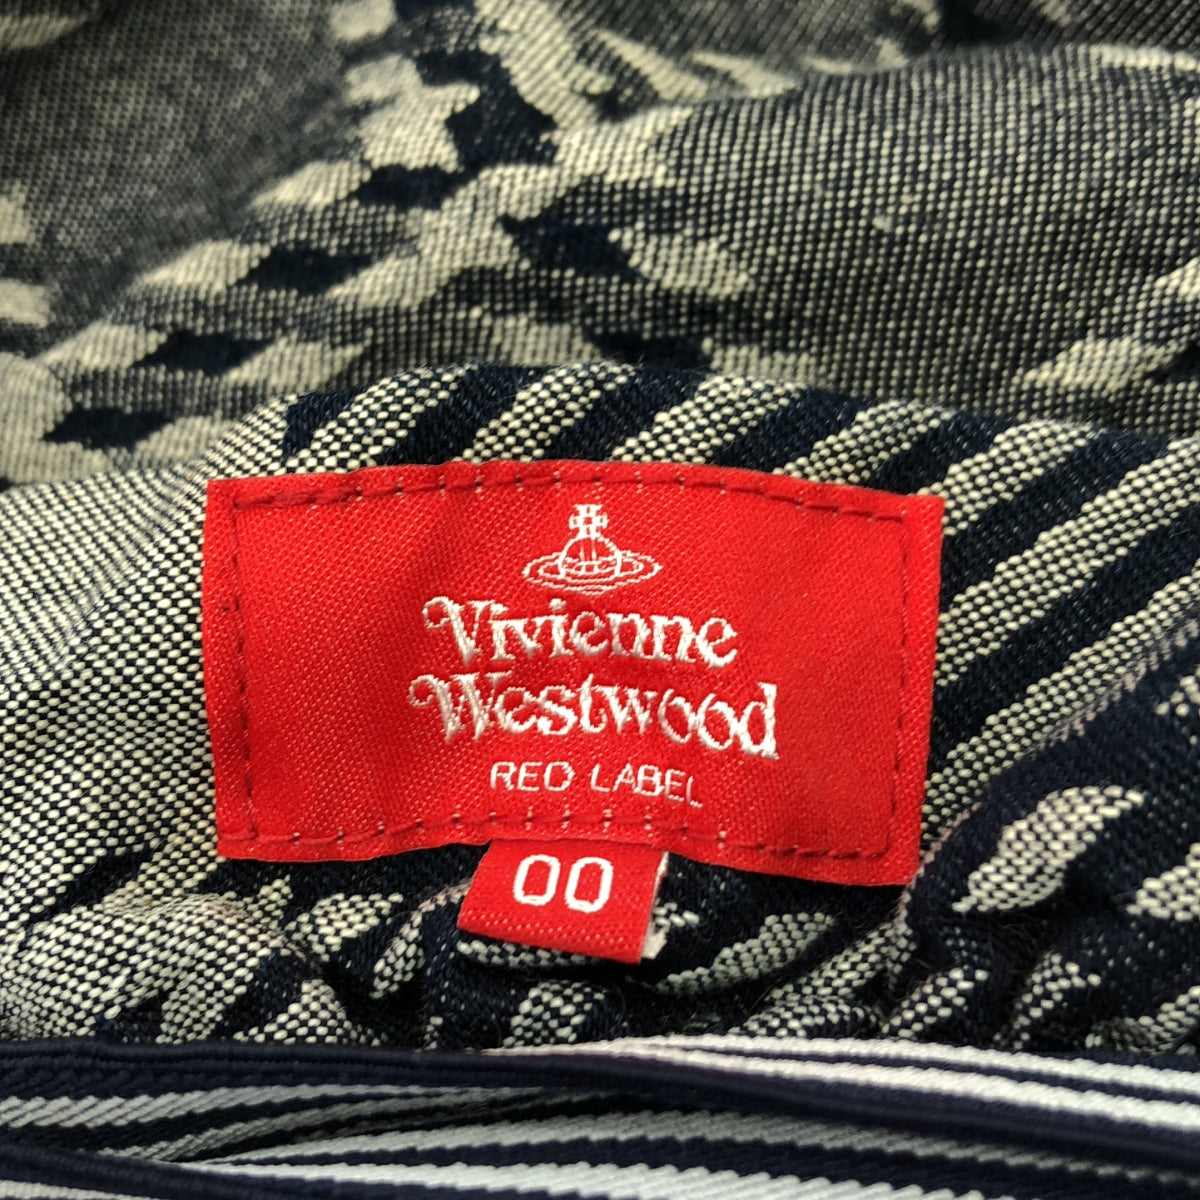 Vivienne
Westwood
RED LABEL
00